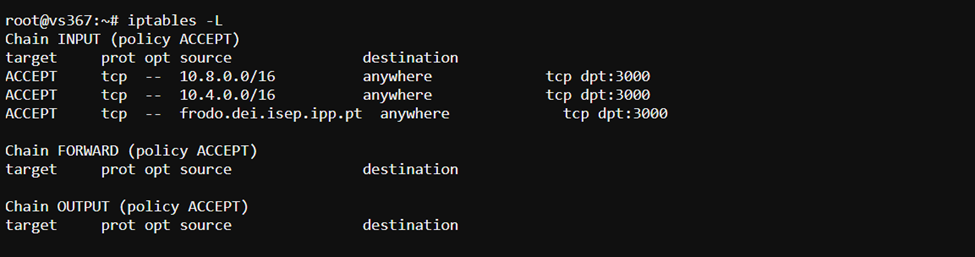 root@vs367:~# iptables -L
Chain INPUT (policy ACCEPT)
target     prot opt source               destination
ACCEPT     tcp  --  10.8.0.0/16          anywhere             tcp dpt:3000
ACCEPT     tcp  --  10.4.0.0/16          anywhere             tcp dpt:3000
ACCEPT     tcp  --  frodo.dei.isep.ipp.pt  anywhere             tcp dpt:3000

Chain FORWARD (policy ACCEPT)
target     prot opt source               destination

Chain OUTPUT (policy ACCEPT)
target     prot opt source               destination